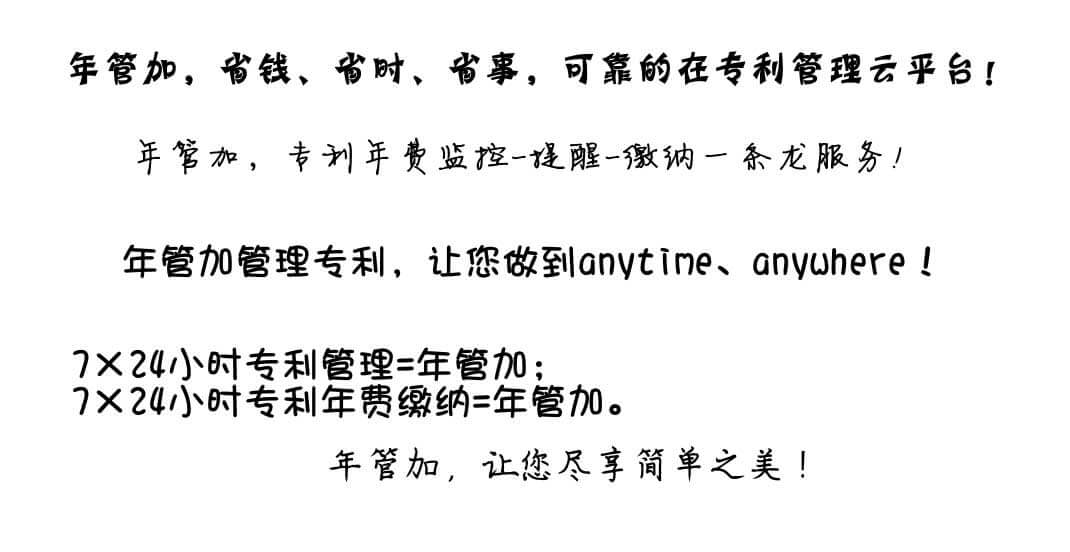 年管加，省钱、省时、省事，可靠的在专利管理云平台！
年管加，专利年费监控-提醒-缴纳一条龙服务！
年管加管理专利，让您做到anytime、anywhere！
7×24小时专利管理=年管加；
7×24小时专利年费缴纳=年管加。
年管加，让您尽享简单之美！